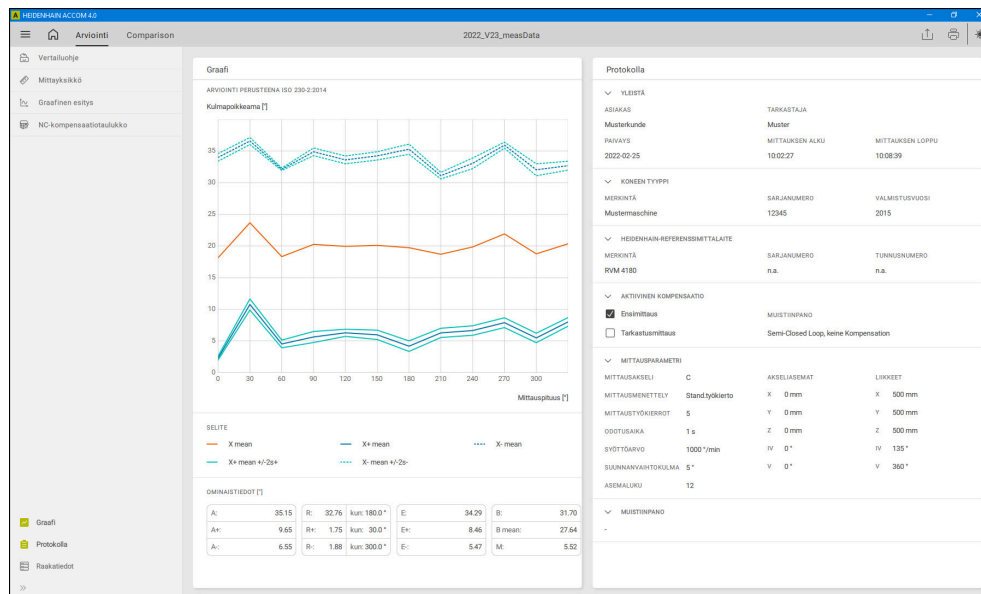 HEIDENHAIN ACCOM 4.0
Arviointi Comparison 2022_V23_measData
Vertailuohje
Mittayksikkö
Graafinen esitys
NC-kompensaatiotaulukko
Graafi
Protokolla
Raakatiedot
Graafi
ARVIOINTI PERUSTEENA ISO 230-2:2014
Kulmapoikkeama ["]
35
30
25
20
15
10
5
0
0 30 60 90 120 150 180 210 240 270 300
Mittauspituus [°]
SELITE
X mean X+ mean X- mean
X+ mean +/-2s+ X- mean +/-2s-
OMINAISTIEDOT ["]
A: 35.15 R: 32.76 kun: 180.0 ° E: 34.29 B: 31.70
A+: 9.65 R+: 1.75 kun: 30.0 ° E+: 8.46 B mean: 27.64
A-: 6.55 R-: 1.88 kun: 300.0 ° E-: 5.47 M: 5.52
Protokolla
YLEISTÄ
ASIAKAS TARKASTAJA
Musterkunde Muster
PAIVAYS MITTAUKSEN ALKU MITTAUKSEN LOPPU
2022-02-25 10:02:27 10:08:39
KONEEN TYYPPI
MERKINTÄ SARJANUMERO VALMISTUSVUOSI
Mustermaschine 12345 2015
HEIDENHAIN-REFERENSSIMITTALAITE
MERKINTÄ SARJANUMERO TUNNUSNUMERO
RVM 4180 n.a. n.a.
AKTIIVINEN KOMPENSAATIO
Ensimittaus MUISTIINPANO
Tarkastusmittaus Semi-Closed Loop, keine Kompensation
MITTAUSPARAMETRI
MITTAUSAKSELI C AKSELIASEMAT LIIKKEET
MITTAUSMENETTELY Stand.työkierto X 0 mm X 500 mm
MITTAUSTYÖKIERROT 5 Y 0 mm Y 500 mm
ODOTUSAIKA 1 s Z 0 mm Z 500 mm
SYÖTTÖARVO 1000 °/min IV 0 ° IV 135 °
SUUNNANVAIHTOKULMA 5 ° V 0 ° V 360 °
ASEMALUKU 12
MUISTIINPANO
-